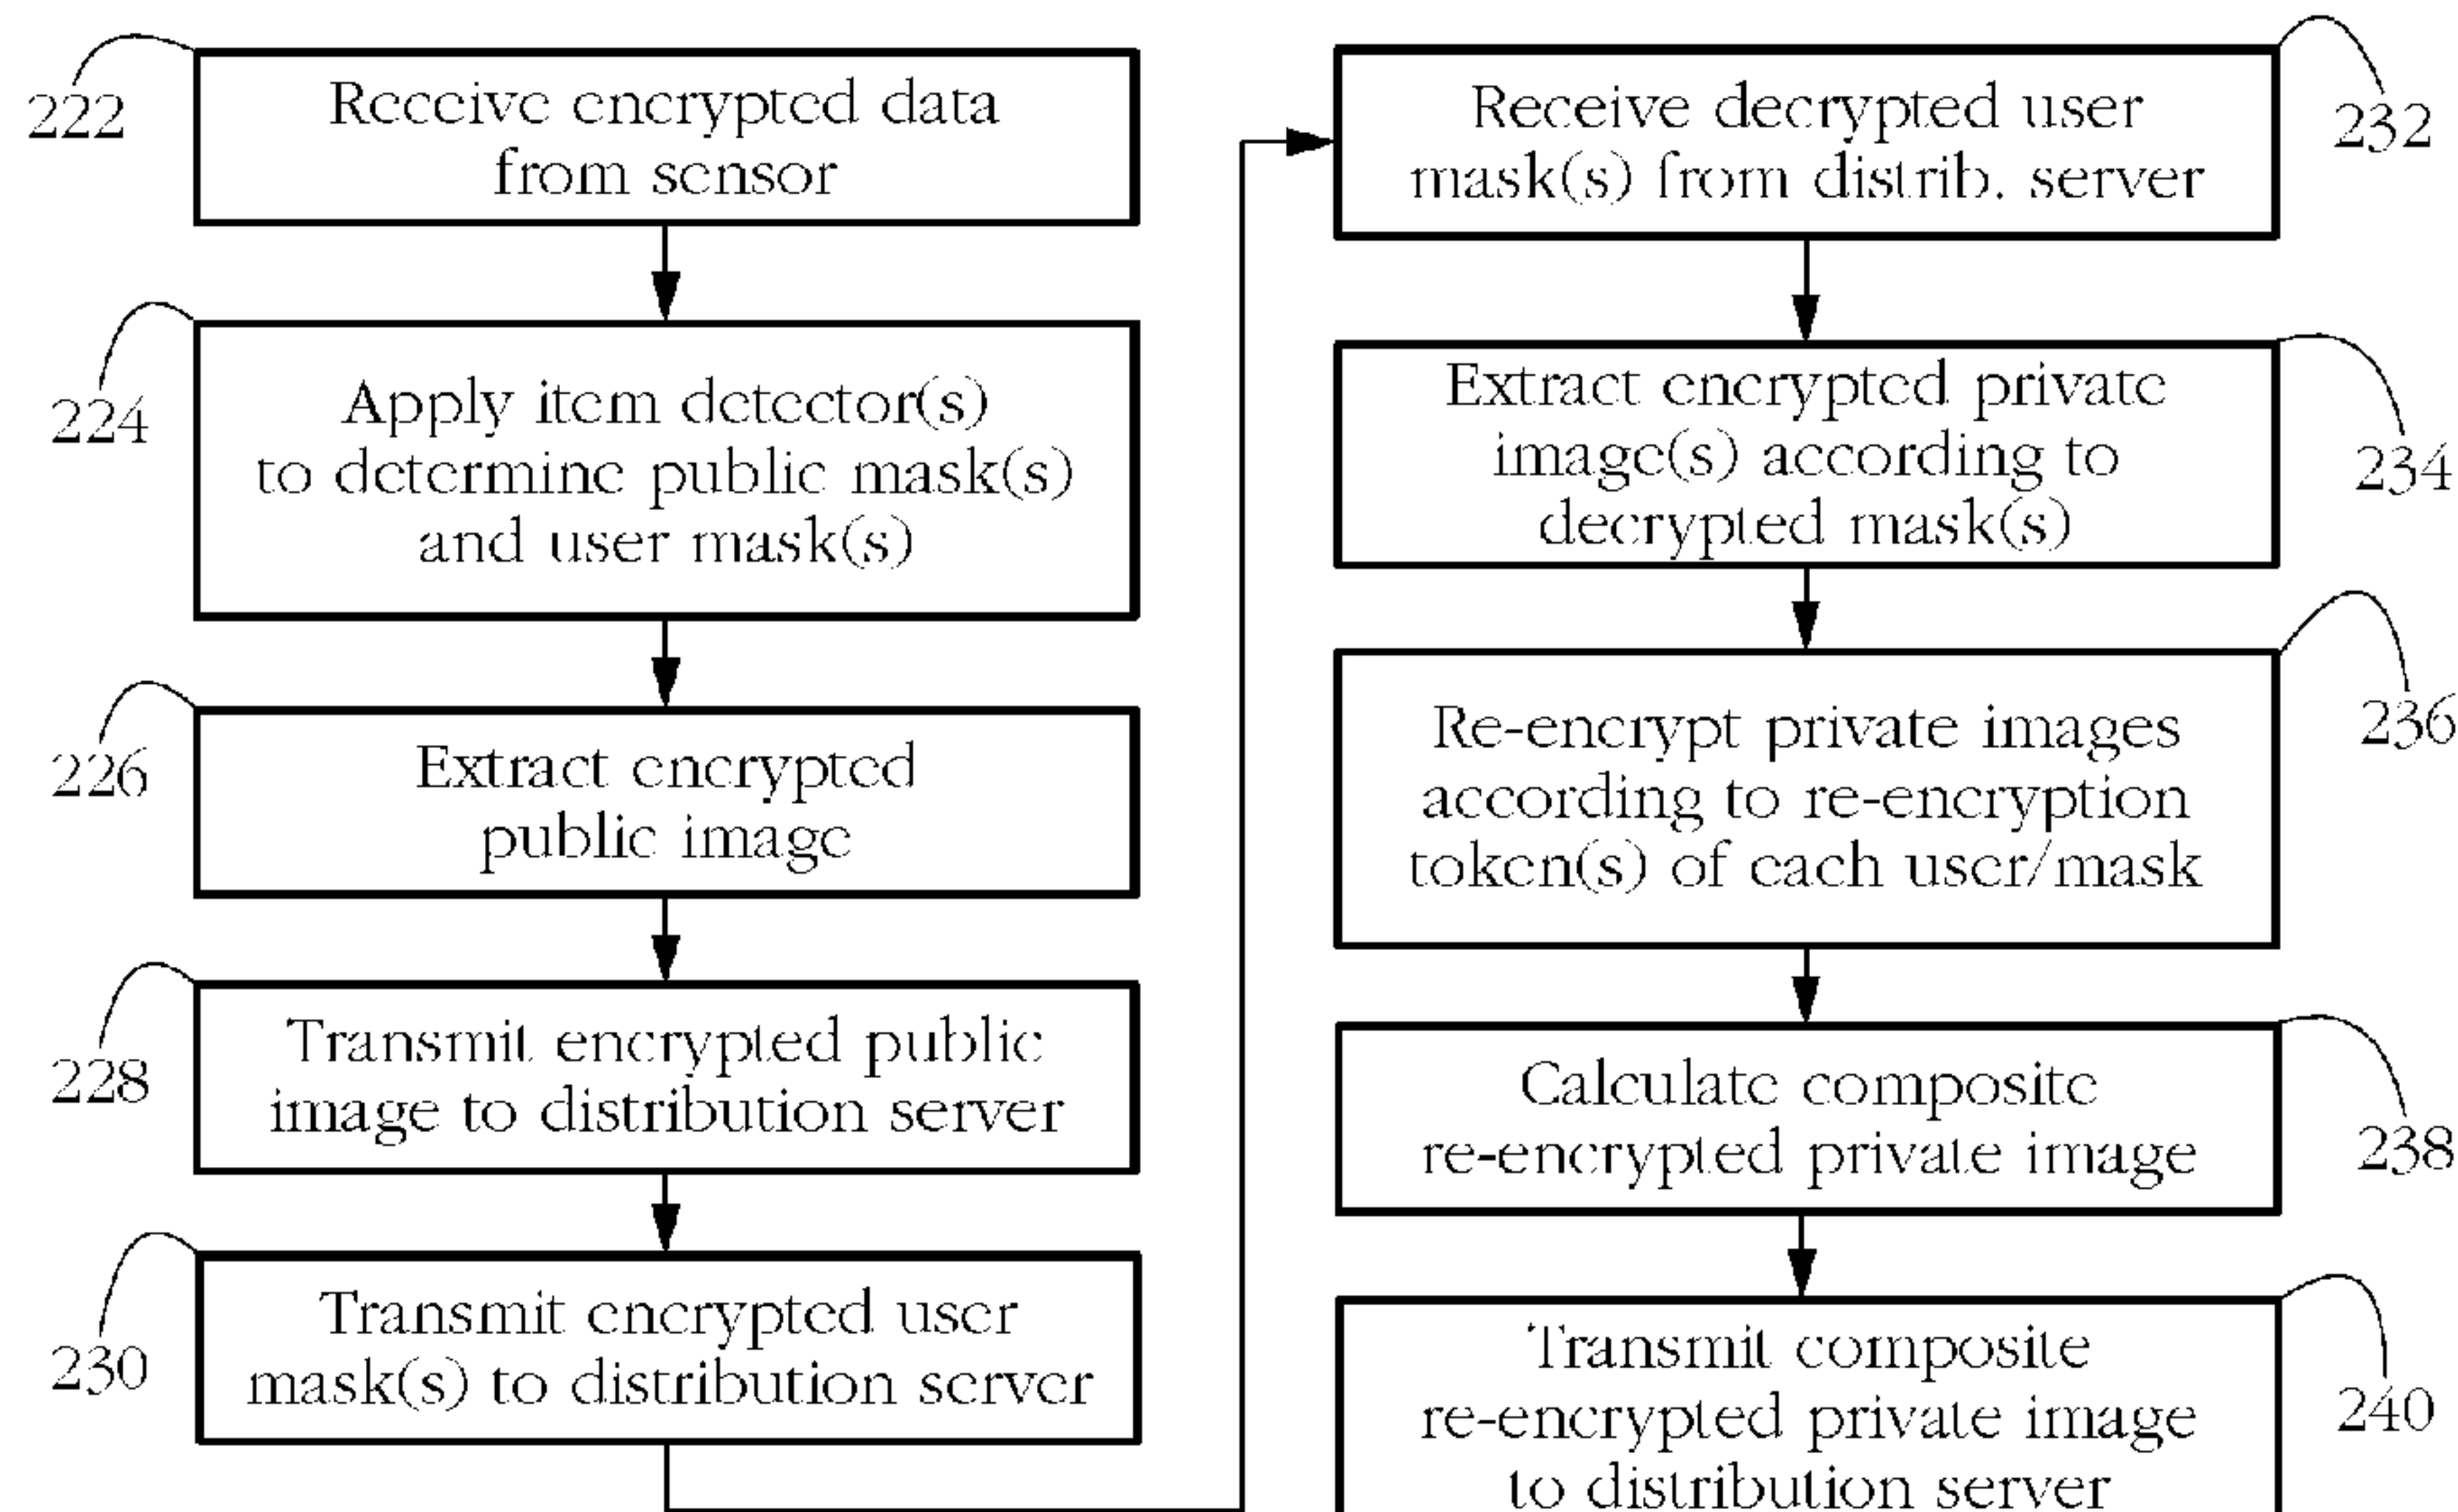 222
Receive encrypted data
from sensor
224
Apply item detector(s)
to determine public mask(s)
and user mask(s)
226
Extract encrypted
public image
228
Transmit encrypted public
image to distribution server
230
Transmit encrypted user
mask(s) to distribution server
Receive decrypted user
mask(s) from distrib. server
232
Extract encrypted private
image(s) according to
decrypted mask(s)
234
Re-encrypt private images
according to re-encryption
token(s) of each user/mask
236
Calculate composite
re-encrypted private image
238
Transmit composite
re-encrypted private image
to distribution server
240